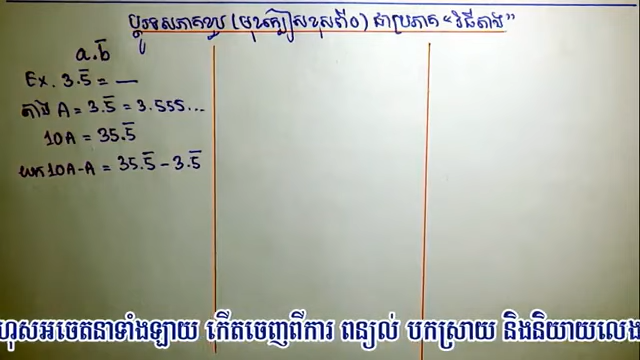 ប្តូរទសភាគខួប (មុនក្បៀសខុសពី០) ជាប្រភាគ "វិធីតាង"
a.b̅
Ex. 3.5̅ = —
តាង A = 3.5̅ = 3.555...
10A = 35.5̅
យក 10A-A = 35.5̅ - 3.5̅
ហុសអចេតនាទាំងឡាយ កើតចេញពីការ ពន្យល់ បកស្រាយ និងនិយាយលេង